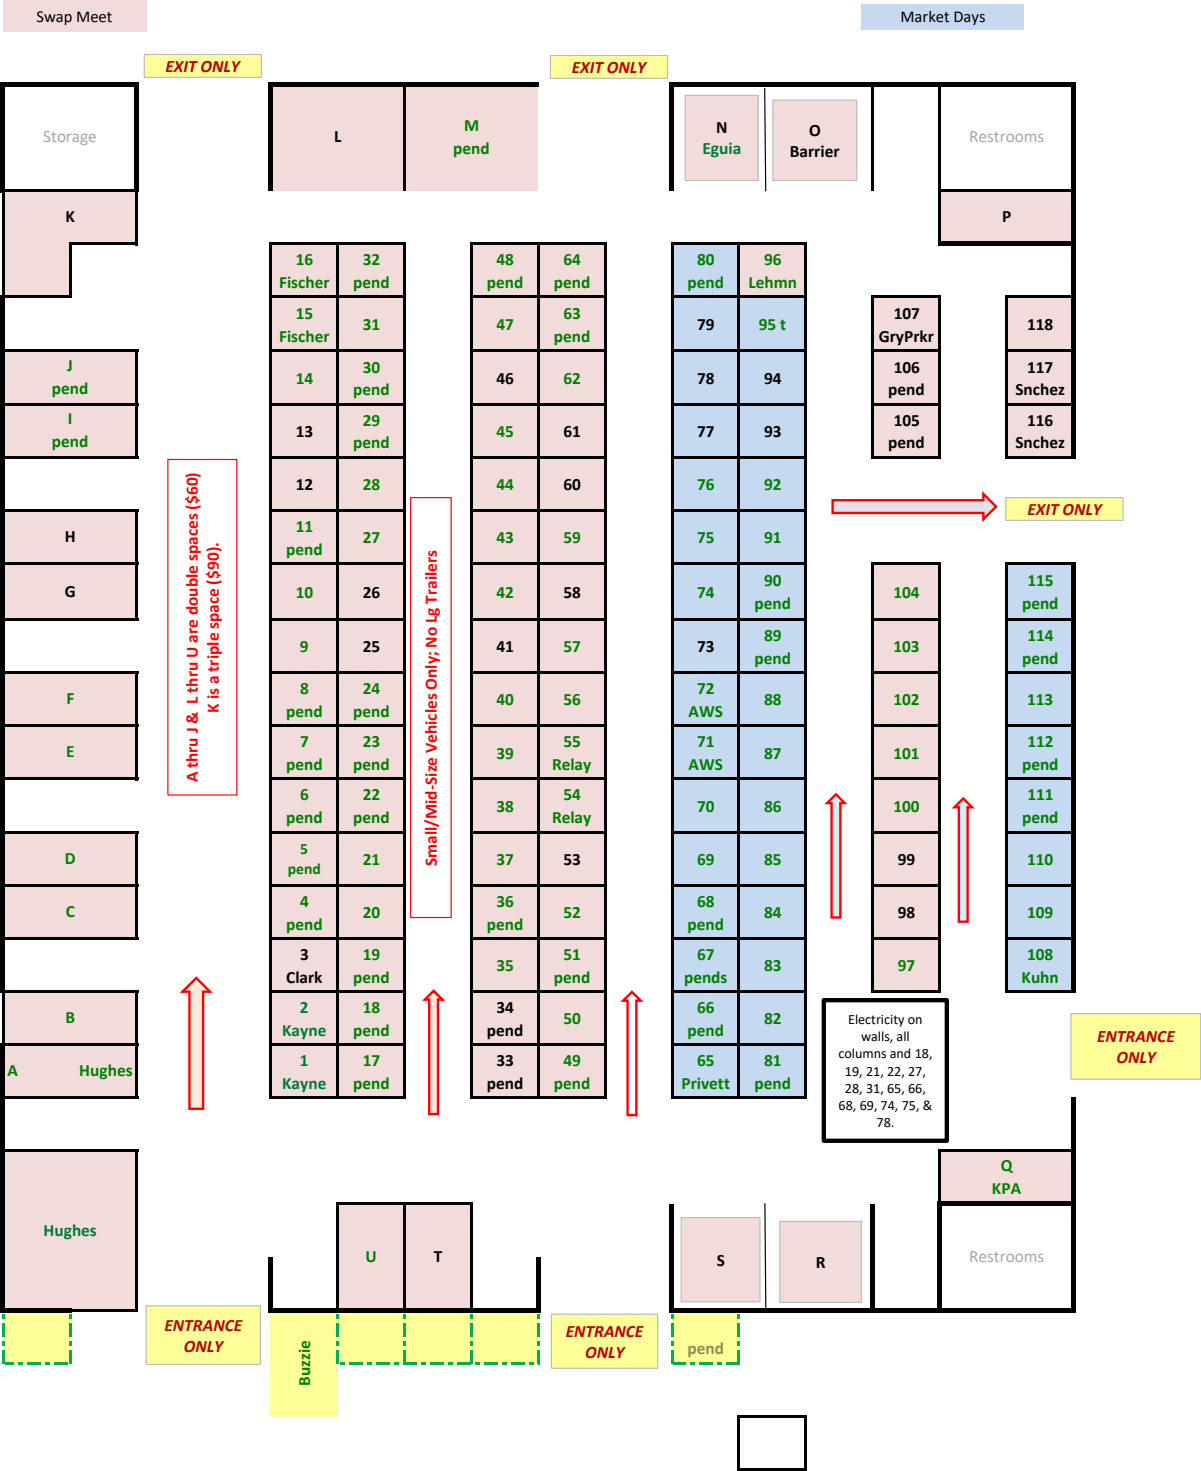 Swap Meet
Market Days
EXIT ONLY
EXIT ONLY
Storage
L
M
pend
N
Eguia
O
Barrier
Restrooms
K
P
16
Fischer
32
pend
48
pend
64
pend
80
pend
96
Lehmn
15
Fischer
31
47
63
pend
79
95 t
107
GryPrkr
118
J
pend
14
30
pend
46
62
78
94
106
pend
117
Snchez
I
pend
13
29
pend
45
61
77
93
105
pend
116
Snchez
12
28
44
60
76
92
EXIT ONLY
H
11
pend
27
43
59
75
91
G
10
26
42
58
74
90
pend
104
115
pend
9
25
41
57
73
89
pend
103
114
pend
A thru J & L thru U are double spaces ($60)
K is a triple space ($90).
Small/Mid-Size Vehicles Only; No Lg Trailers
F
8
pend
24
pend
40
56
72
AWS
88
102
113
E
7
pend
23
pend
39
55
Relay
71
AWS
87
101
112
pend
6
pend
22
pend
38
54
Relay
70
86
100
111
pend
D
5
pend
21
37
53
69
85
99
110
C
4
pend
20
36
pend
52
68
pend
84
98
109
3
Clark
19
pend
35
51
pend
67
pends
83
97
108
Kuhn
B
2
Kayne
18
pend
34
pend
50
66
pend
82
A Hughes
1
Kayne
17
pend
33
pend
49
pend
65
Privett
81
pend
Electricity on
walls, all
columns and 18,
19, 21, 22, 27,
28, 31, 65, 66,
68, 69, 74, 75, &
78.
ENTRANCE
ONLY
Hughes
U
T
S
R
Q
KPA
Restrooms
ENTRANCE
ONLY
Buzzie
ENTRANCE
ONLY
pend